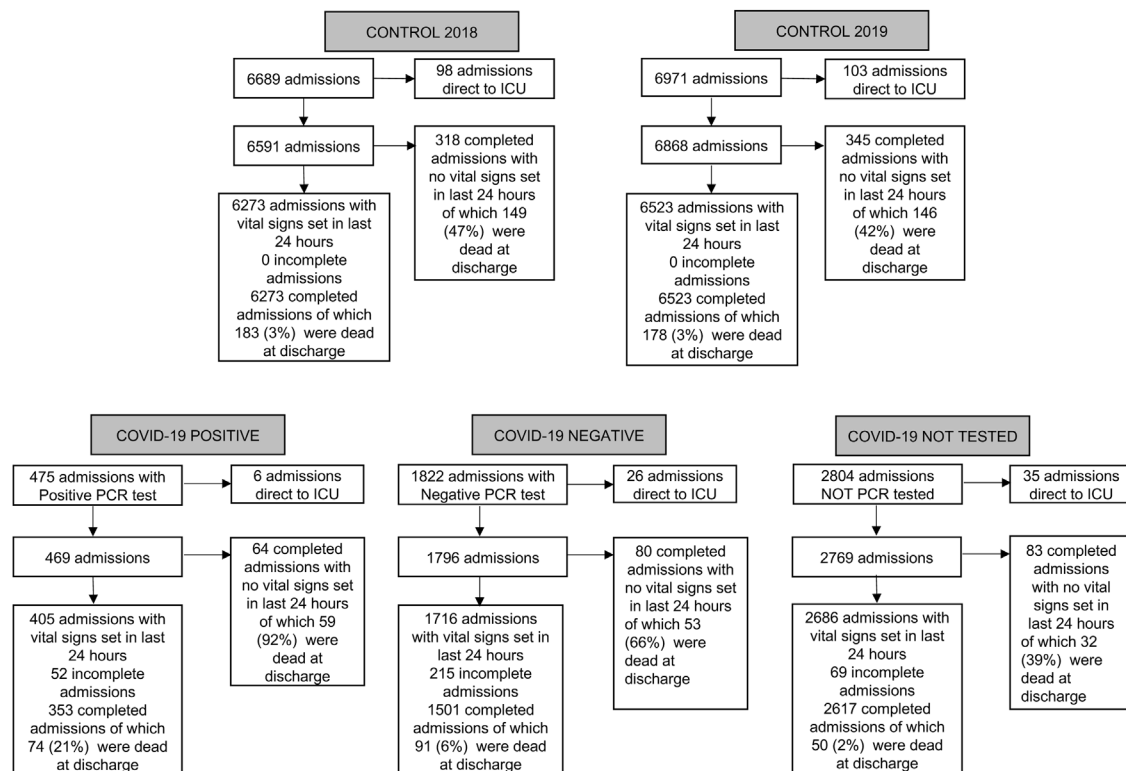 CONTROL 2018
6689 admissions
98 admissions
direct to ICU
6591 admissions
318 completed
admissions with
no vital signs set
in last 24 hours
of which 149
(47%) were
dead at
discharge
6273 admissions with
vital signs set in last
24 hours
0 incomplete
admissions
6273 completed
admissions of which
183 (3%) were dead
at discharge
CONTROL 2019
6971 admissions
103 admissions
direct to ICU
6868 admissions
345 completed
admissions with
no vital signs set
in last 24 hours
of which 146
(42%) were
dead at
discharge
6523 admissions with
vital signs set in last
24 hours
0 incomplete
admissions
6523 completed
admissions of which
178 (3%) were dead
at discharge
COVID-19 POSITIVE
475 admissions with
Positive PCR test
6 admissions
direct to ICU
469 admissions
64 completed
admissions with
no vital signs set
in last 24 hours
of which 59
(92%) were
dead at
discharge
405 admissions with
vital signs set in last
24 hours
52 incomplete
admissions
353 completed
admissions of which
74 (21%) were dead
at discharge
COVID-19 NEGATIVE
1822 admissions with
Negative PCR test
26 admissions
direct to ICU
1796 admissions
80 completed
admissions with
no vital signs set
in last 24 hours
of which 53
(66%) were
dead at
discharge
1716 admissions
with vital signs set in
last 24 hours
215 incomplete
admissions
1501 completed
admissions of which
91 (6%) were dead
at discharge
COVID-19 NOT TESTED
2804 admissions
NOT PCR tested
35 admissions
direct to ICU
2769 admissions
83 completed
admissions
with no vital
signs set in
last 24 hours
of which 32
(39%) were
dead at
discharge
2686 admissions with
vital signs set in last
24 hours
69 incomplete
admissions
2617 completed
admissions of which
50 (2%) were dead
at discharge